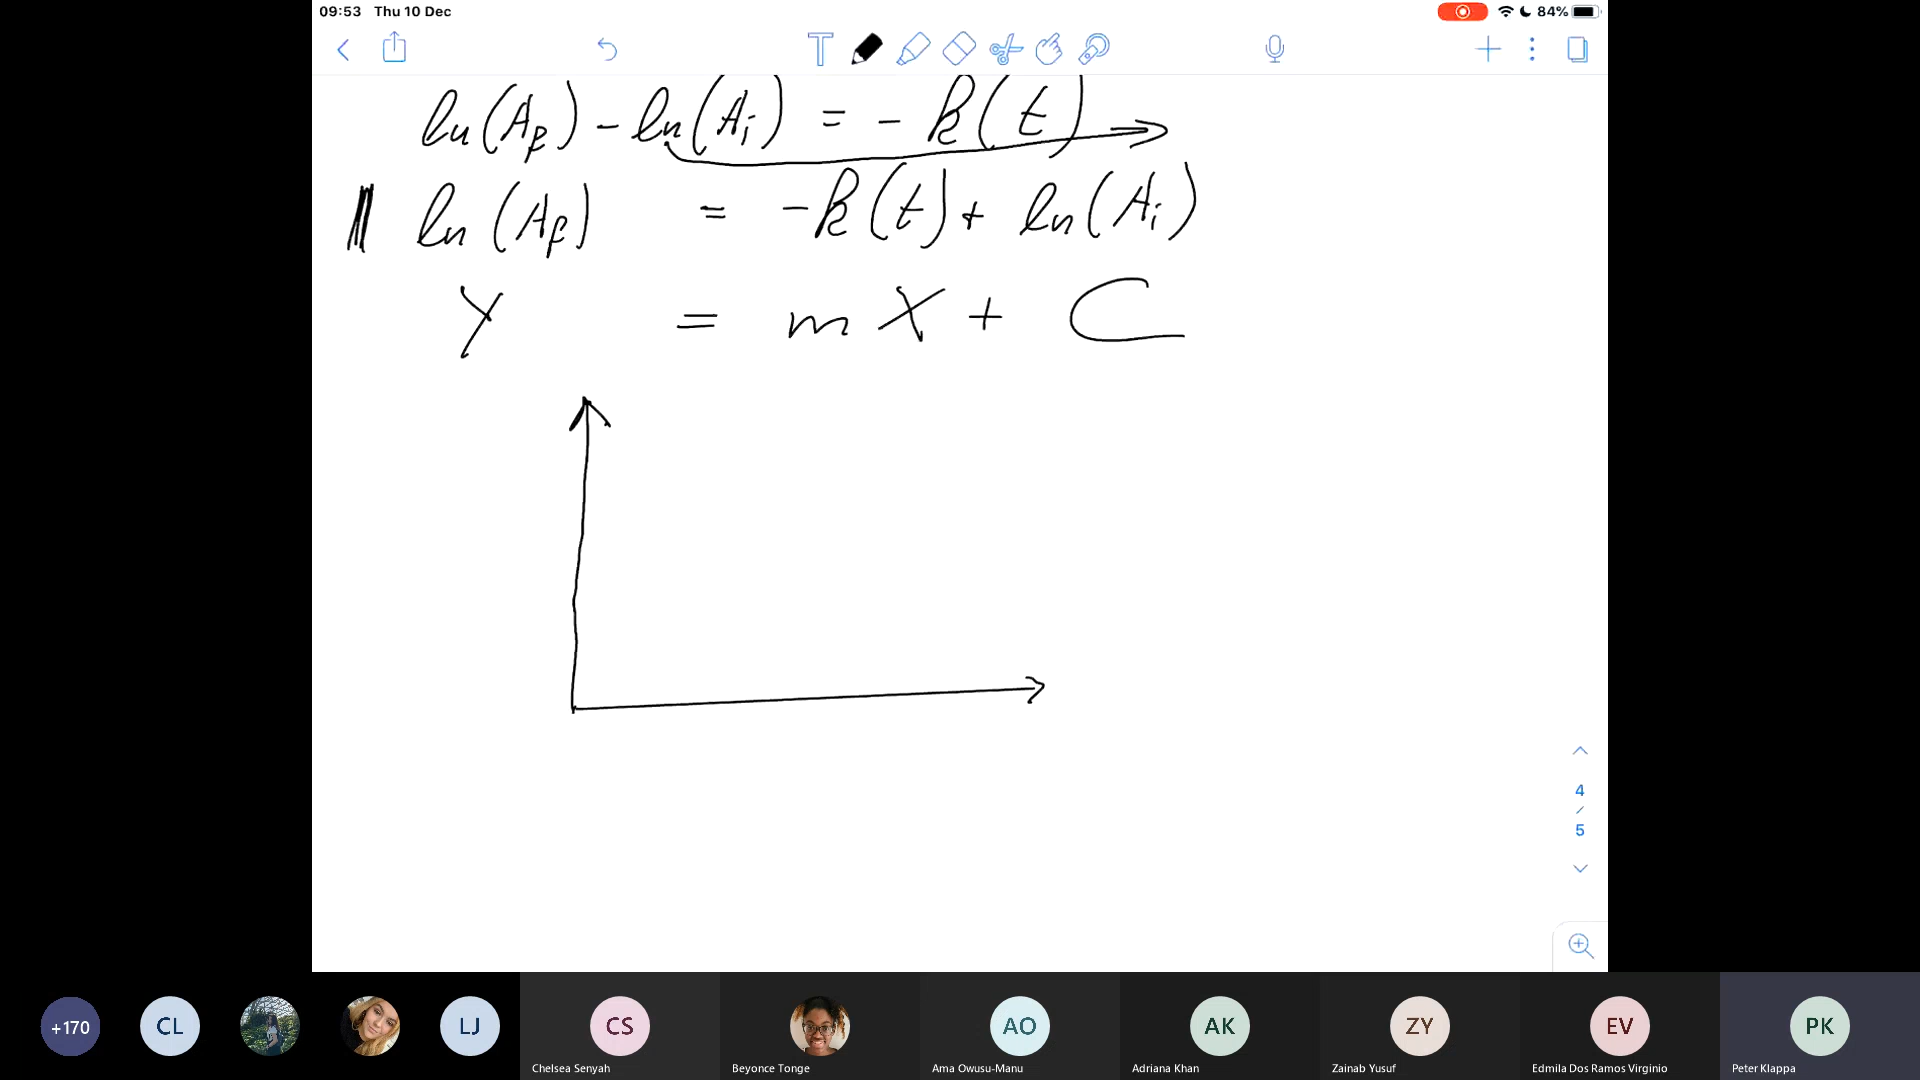 09:53 Thu 10 Dec
84%
T
ln(Af) - ln(Ai) = - k(t)
ln(Af) = -k(t) + ln(Ai)
Y = mX + C
4
/
5
+170
CL
LJ
CS
AO
AK
ZY
EV
PK
Chelsea Senyah
Beyonce Tonge
Ama Owusu-Manu
Adriana Khan
Zainab Yusuf
Edmila Dos Ramos Virginio
Peter Klappa